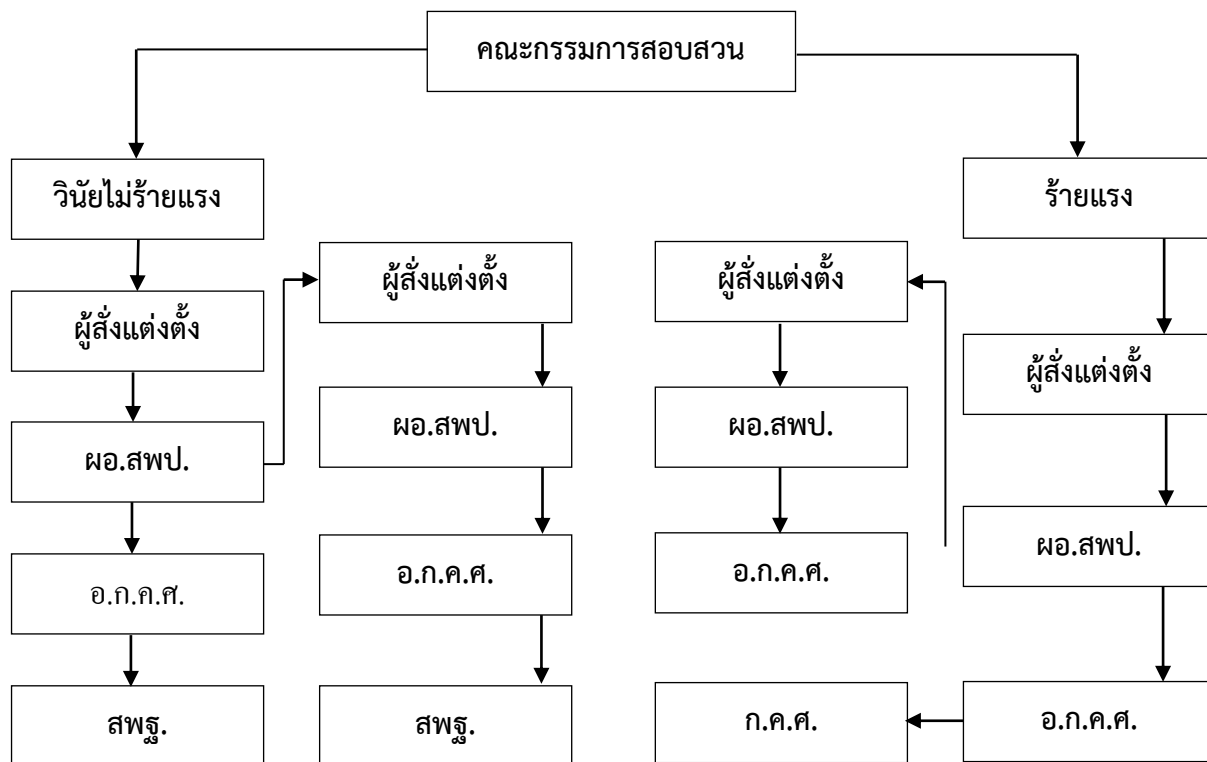 คณะกรรมการสอบสวน
วินัยไม่ร้ายแรง
ร้ายแรง
ผู้สั่งแต่งตั้ง
ผู้สั่งแต่งตั้ง
ผู้สั่งแต่งตั้ง
ผู้สั่งแต่งตั้ง
ผอ.สพป.
ผอ.สพป.
ผอ.สพป.
ผอ.สพป.
อ.ก.ค.ศ.
อ.ก.ค.ศ.
อ.ก.ค.ศ.
สพฐ.
สพฐ.
ก.ค.ศ.
อ.ก.ค.ศ.